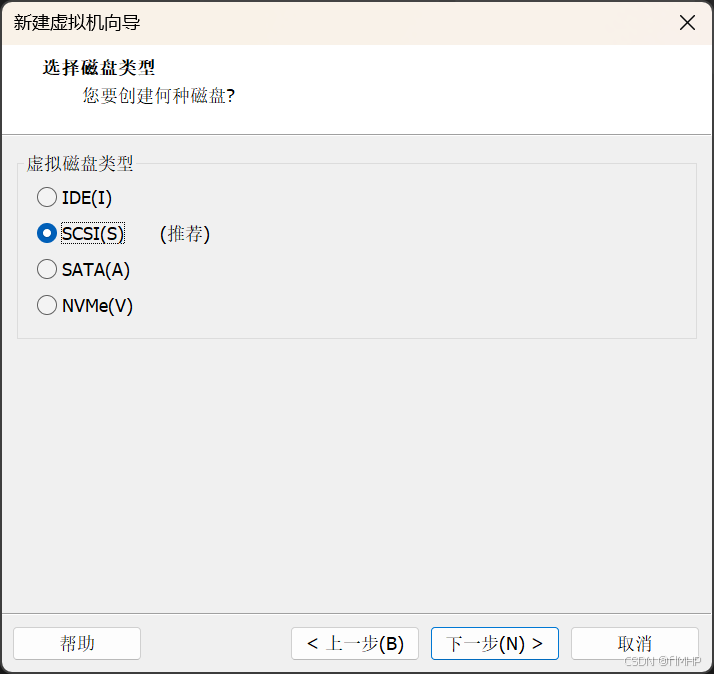 新建虚拟机向导
选择磁盘类型
您要创建何种磁盘?
虚拟磁盘类型
IDE(I)
SCSI(S) (推荐)
SATA(A)
NVMe(V)
帮助 < 上一步(B) 下一步(N) > 取消
CSDN @fIMHP